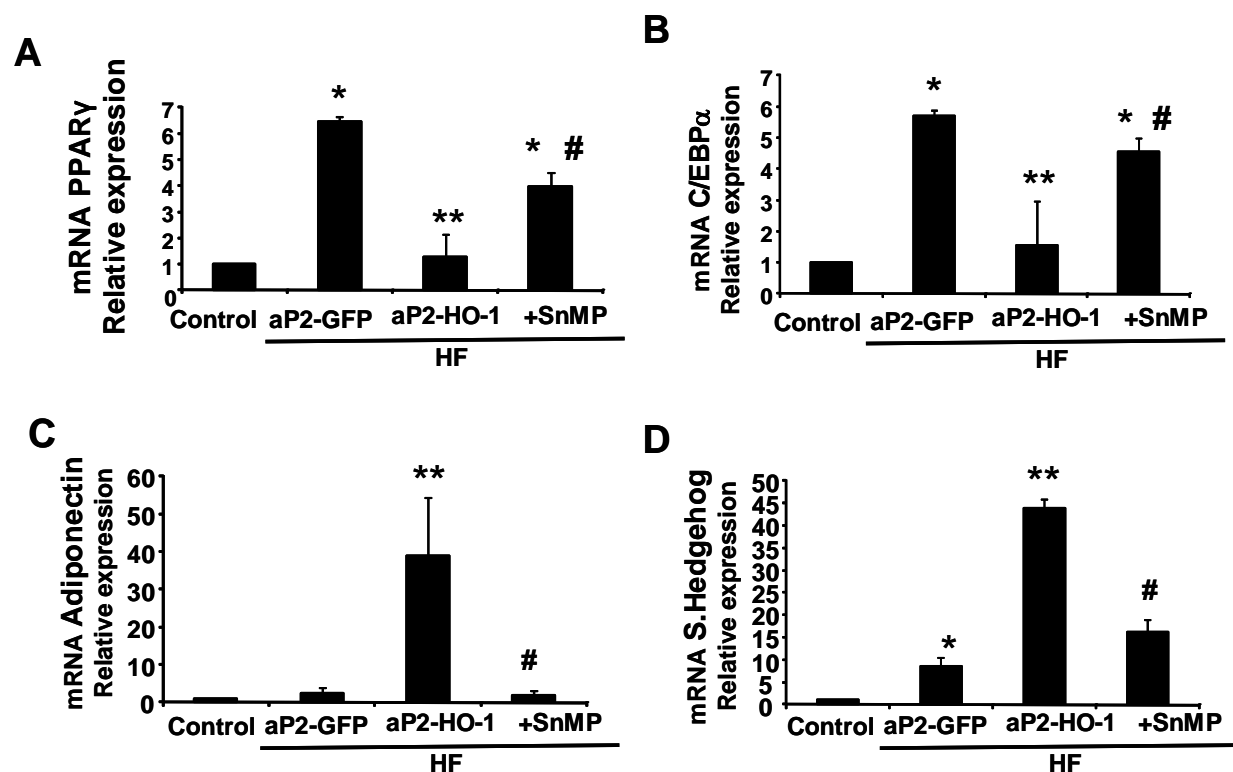 A
mRNA PPARγ
Relative expression
7
6
5
4
3
2
1
0
*
**
* #
Control aP2-GFP aP2-HO-1 +SnMP
HF
B
mRNA C/EBPα
Relative expression
7
6
5
4
3
2
1
0
*
**
* #
Control aP2-GFP aP2-HO-1 +SnMP
HF
C
mRNA Adiponectin
Relative expression
60
50
40
30
20
10
0
**
#
Control aP2-GFP aP2-HO-1 +SnMP
HF
D
mRNA S.Hedgehog
Relative expression
50
45
40
35
30
25
20
15
10
5
0
*
**
#
Control aP2-GFP aP2-HO-1 +SnMP
HF